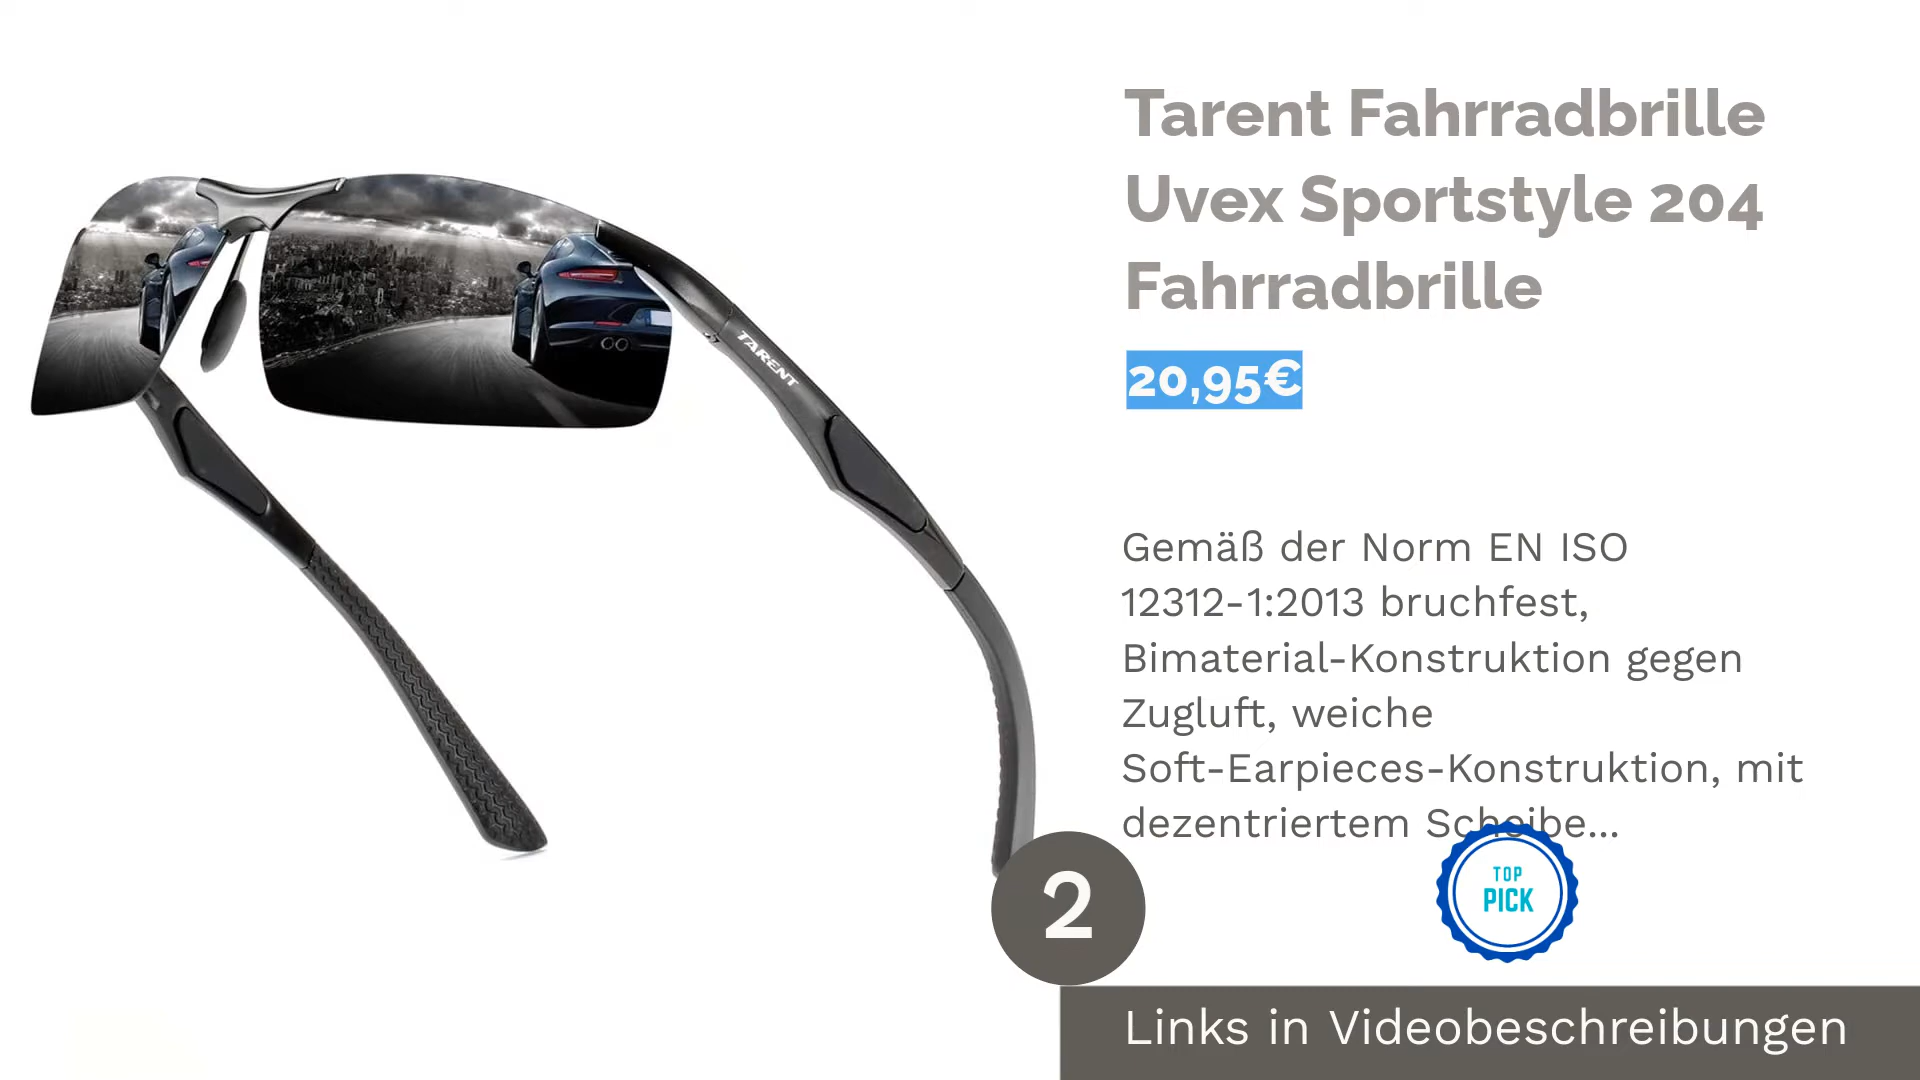 Tarent Fahrradbrille
Uvex Sportstyle 204
Fahrradbrille
20,95€
TARENT
Gemäß der Norm EN ISO
12312-1:2013 bruchfest,
Bimaterial-Konstruktion gegen
Zugluft, weiche
Soft-Earpieces-Konstruktion, mit
dezentriertem Scheibe...
TOP
PICK
2
Links in Videobeschreibungen